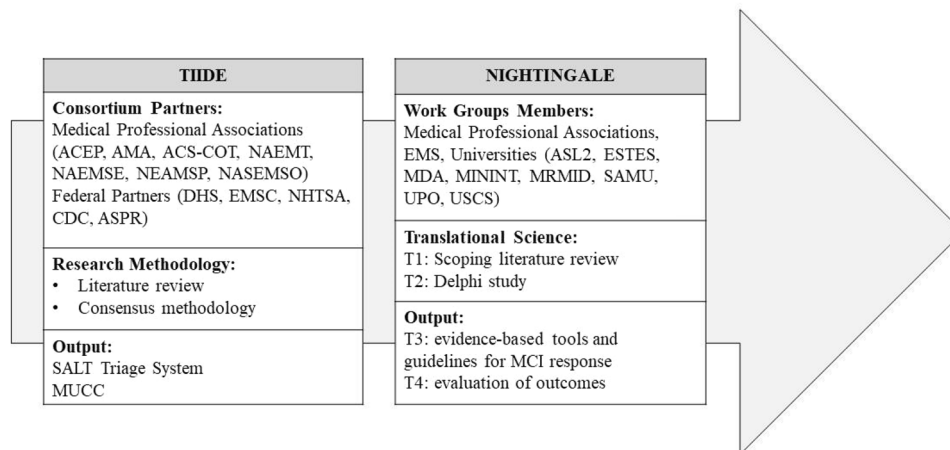 TIIDE
Consortium Partners:
Medical Professional Associations
(ACEP, AMA, ACS-COT, NAEMT,
NAEMSE, NEAMSP, NASEMSO)
Federal Partners (DHS, EMSC, NHTSA,
CDC, ASPR)
Research Methodology:
• Literature review
• Consensus methodology
Output:
SALT Triage System
MUCC
NIGHTINGALE
Work Groups Members:
Medical Professional Associations,
EMS, Universities (ASL2, ESTES,
MDA, MININT, MRMID, SAMU,
UPO, USCS)
Translational Science:
T1: Scoping literature review
T2: Delphi study
Output:
T3: evidence-based tools and
guidelines for MCI response
T4: evaluation of outcomes